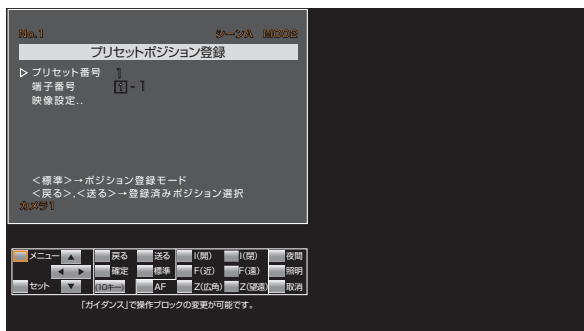 No.1 シーンA MOD2
プリセットポジション登録
▷プリセット番号 1
端子番号 1-1
映像設定..
<標準>→ポジション登録モード
<戻る>,<送る>→登録済みポジション選択
カメラ1
メニュー ▲ 戻る 送る I(開) I(閉) 夜間
◀ ▶ 確定 標準 F(近) F(遠) 照明
セット ▼ (10キー) AF Z(広角) Z(望遠) 取消
「ガイダンス」で操作ブロックの変更が可能です。